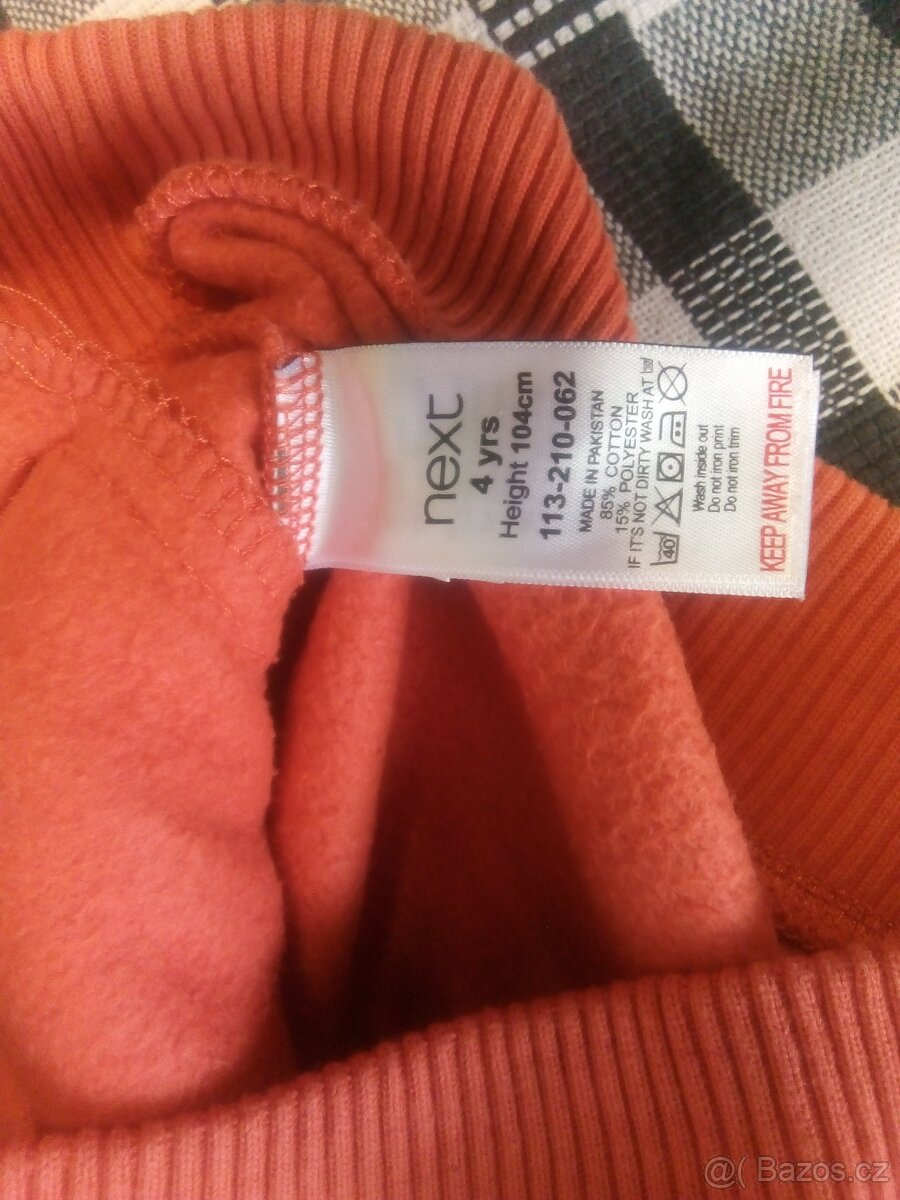 next
4 yrs
Height 104cm
113-210-062
MADE IN PAKISTAN
85% COTTON
15% POLYESTER
IF IT'S NOT DIRTY WASH AT 30
40
Wash inside out
Do not iron print
Do not iron trim
KEEP AWAY FROM FIRE
@( Bazos.cz